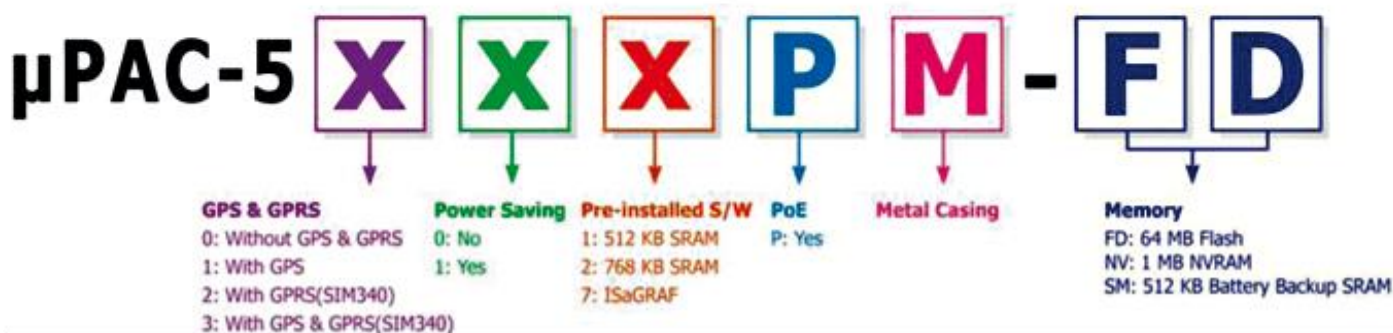 µPAC-5XXXPM-FD
GPS & GPRS
0: Without GPS & GPRS
1: With GPS
2: With GPRS(SIM340)
3: With GPS & GPRS(SIM340)
Power Saving
0: No
1: Yes
Pre-installed S/W
1: 512 KB SRAM
2: 768 KB SRAM
7: ISaGRAF
PoE
P: Yes
Metal Casing
Memory
FD: 64 MB Flash
NV: 1 MB NVRAM
SM: 512 KB Battery Backup SRAM